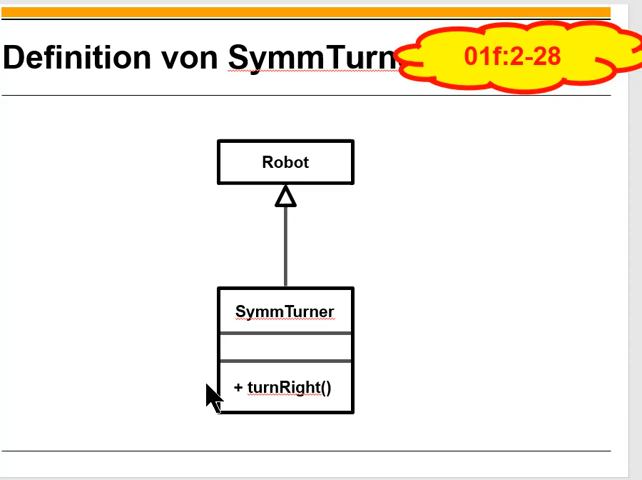 Definition von SymmTurn
01f:2-28
Robot
SymmTurner
+ turnRight()